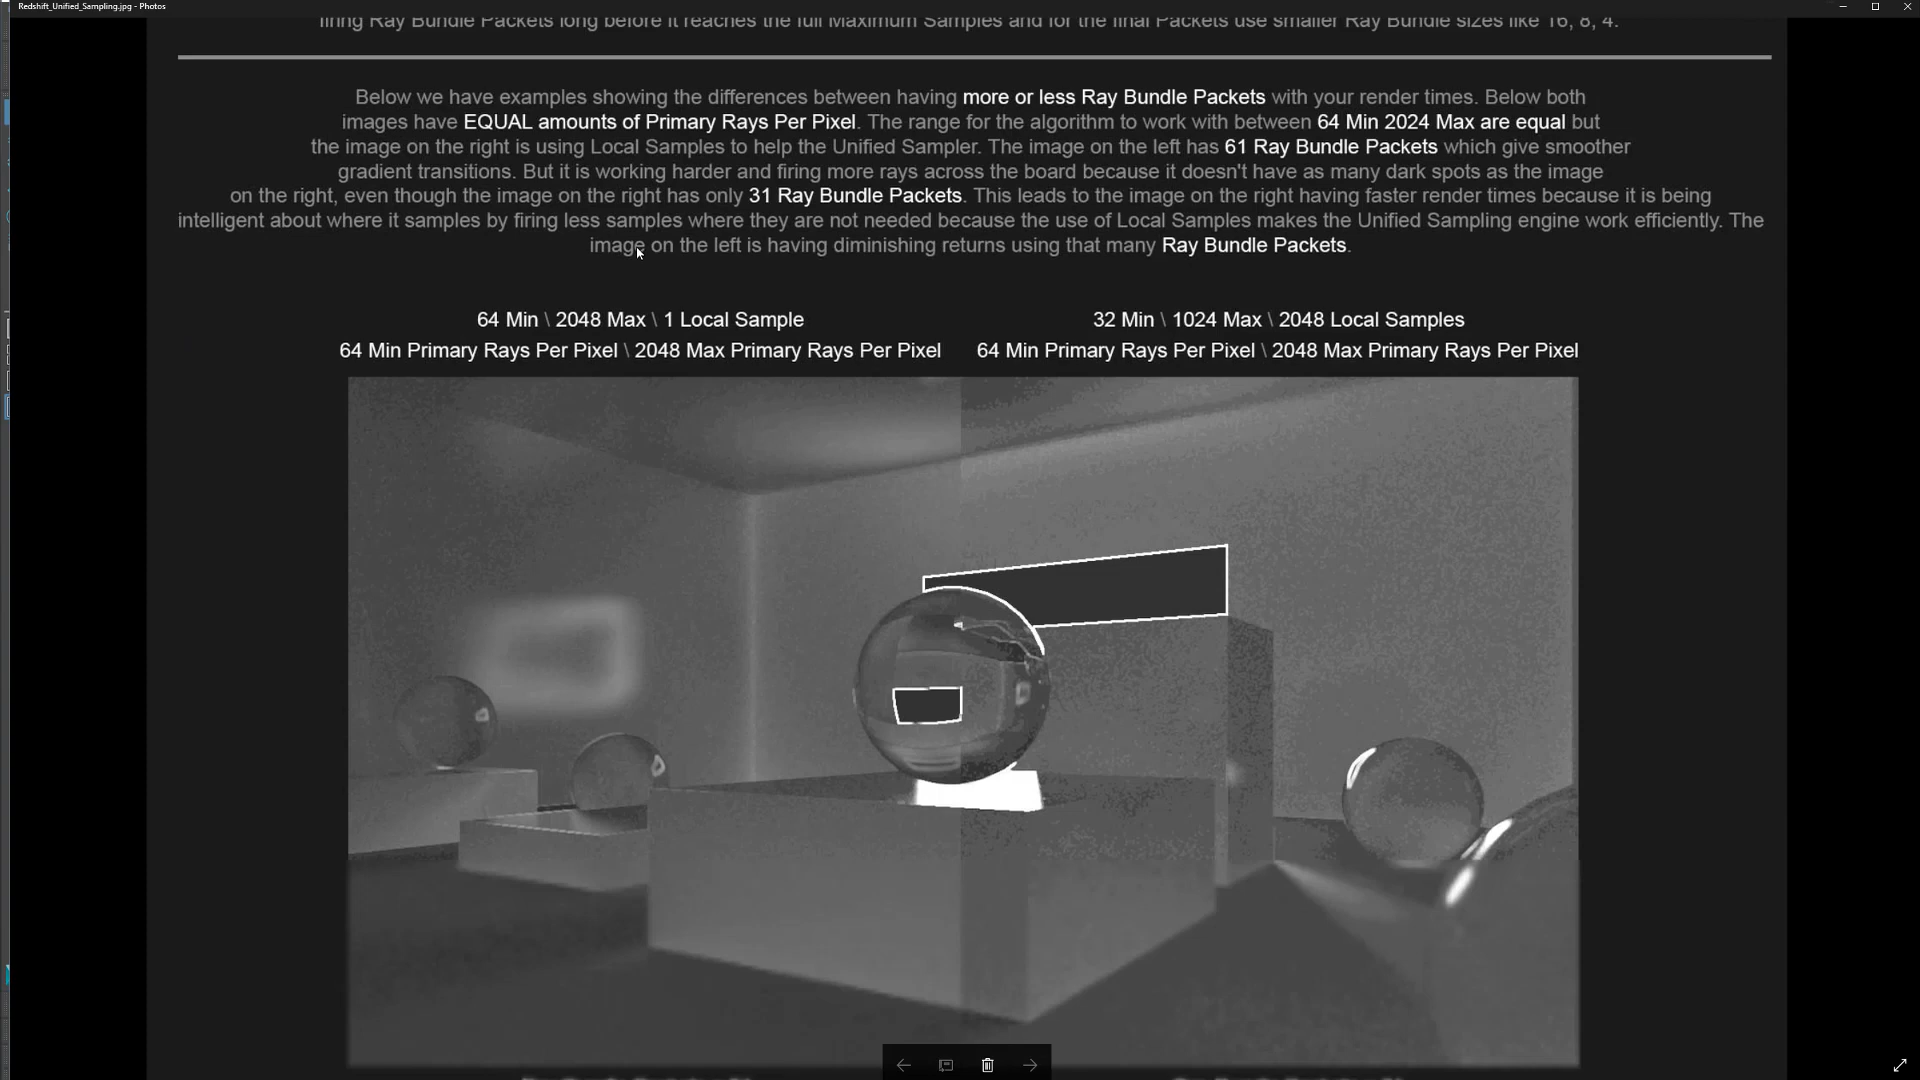 Redshift_Unified_Sampling.jpg - Photos
firing Ray Bundle Packets long before it reaches the full Maximum Samples and for the final Packets use smaller Ray Bundle sizes like 16, 8, 4.
Below we have examples showing the differences between having more or less Ray Bundle Packets with your render times. Below both
images have EQUAL amounts of Primary Rays Per Pixel. The range for the algorithm to work with between 64 Min 2024 Max are equal but
the image on the right is using Local Samples to help the Unified Sampler. The image on the left has 61 Ray Bundle Packets which give smoother
gradient transitions. But it is working harder and firing more rays across the board because it doesn't have as many dark spots as the image
on the right, even though the image on the right has only 31 Ray Bundle Packets. This leads to the image on the right having faster render times because it is being
intelligent about where it samples by firing less samples where they are not needed because the use of Local Samples makes the Unified Sampling engine work efficiently. The
image on the left is having diminishing returns using that many Ray Bundle Packets.
64 Min \ 2048 Max \ 1 Local Sample
64 Min Primary Rays Per Pixel \ 2048 Max Primary Rays Per Pixel
32 Min \ 1024 Max \ 2048 Local Samples
64 Min Primary Rays Per Pixel \ 2048 Max Primary Rays Per Pixel